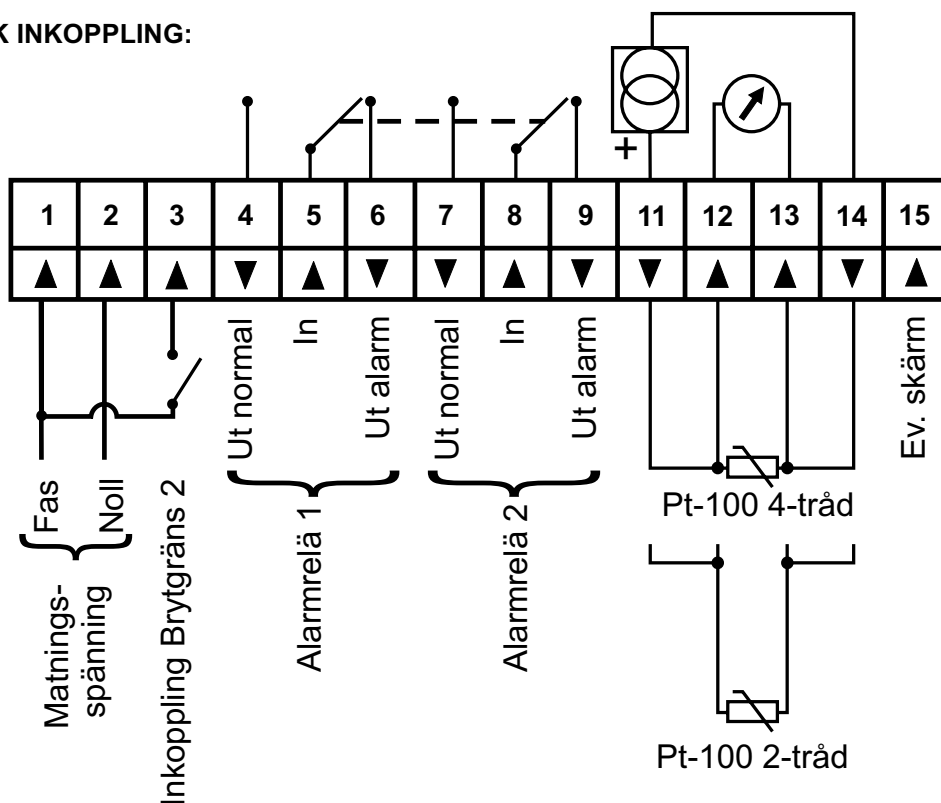 K INKOPPLING:
+
1 2 3 4 5 6 7 8 9 11 12 13 14 15
Fas
Noll
Matnings-
spänning
Inkoppling Brytgräns 2
Ut normal
In
Ut alarm
Alarmrelä 1
Ut normal
In
Ut alarm
Alarmrelä 2
Pt-100 4-tråd
Pt-100 2-tråd
Ev. skärm